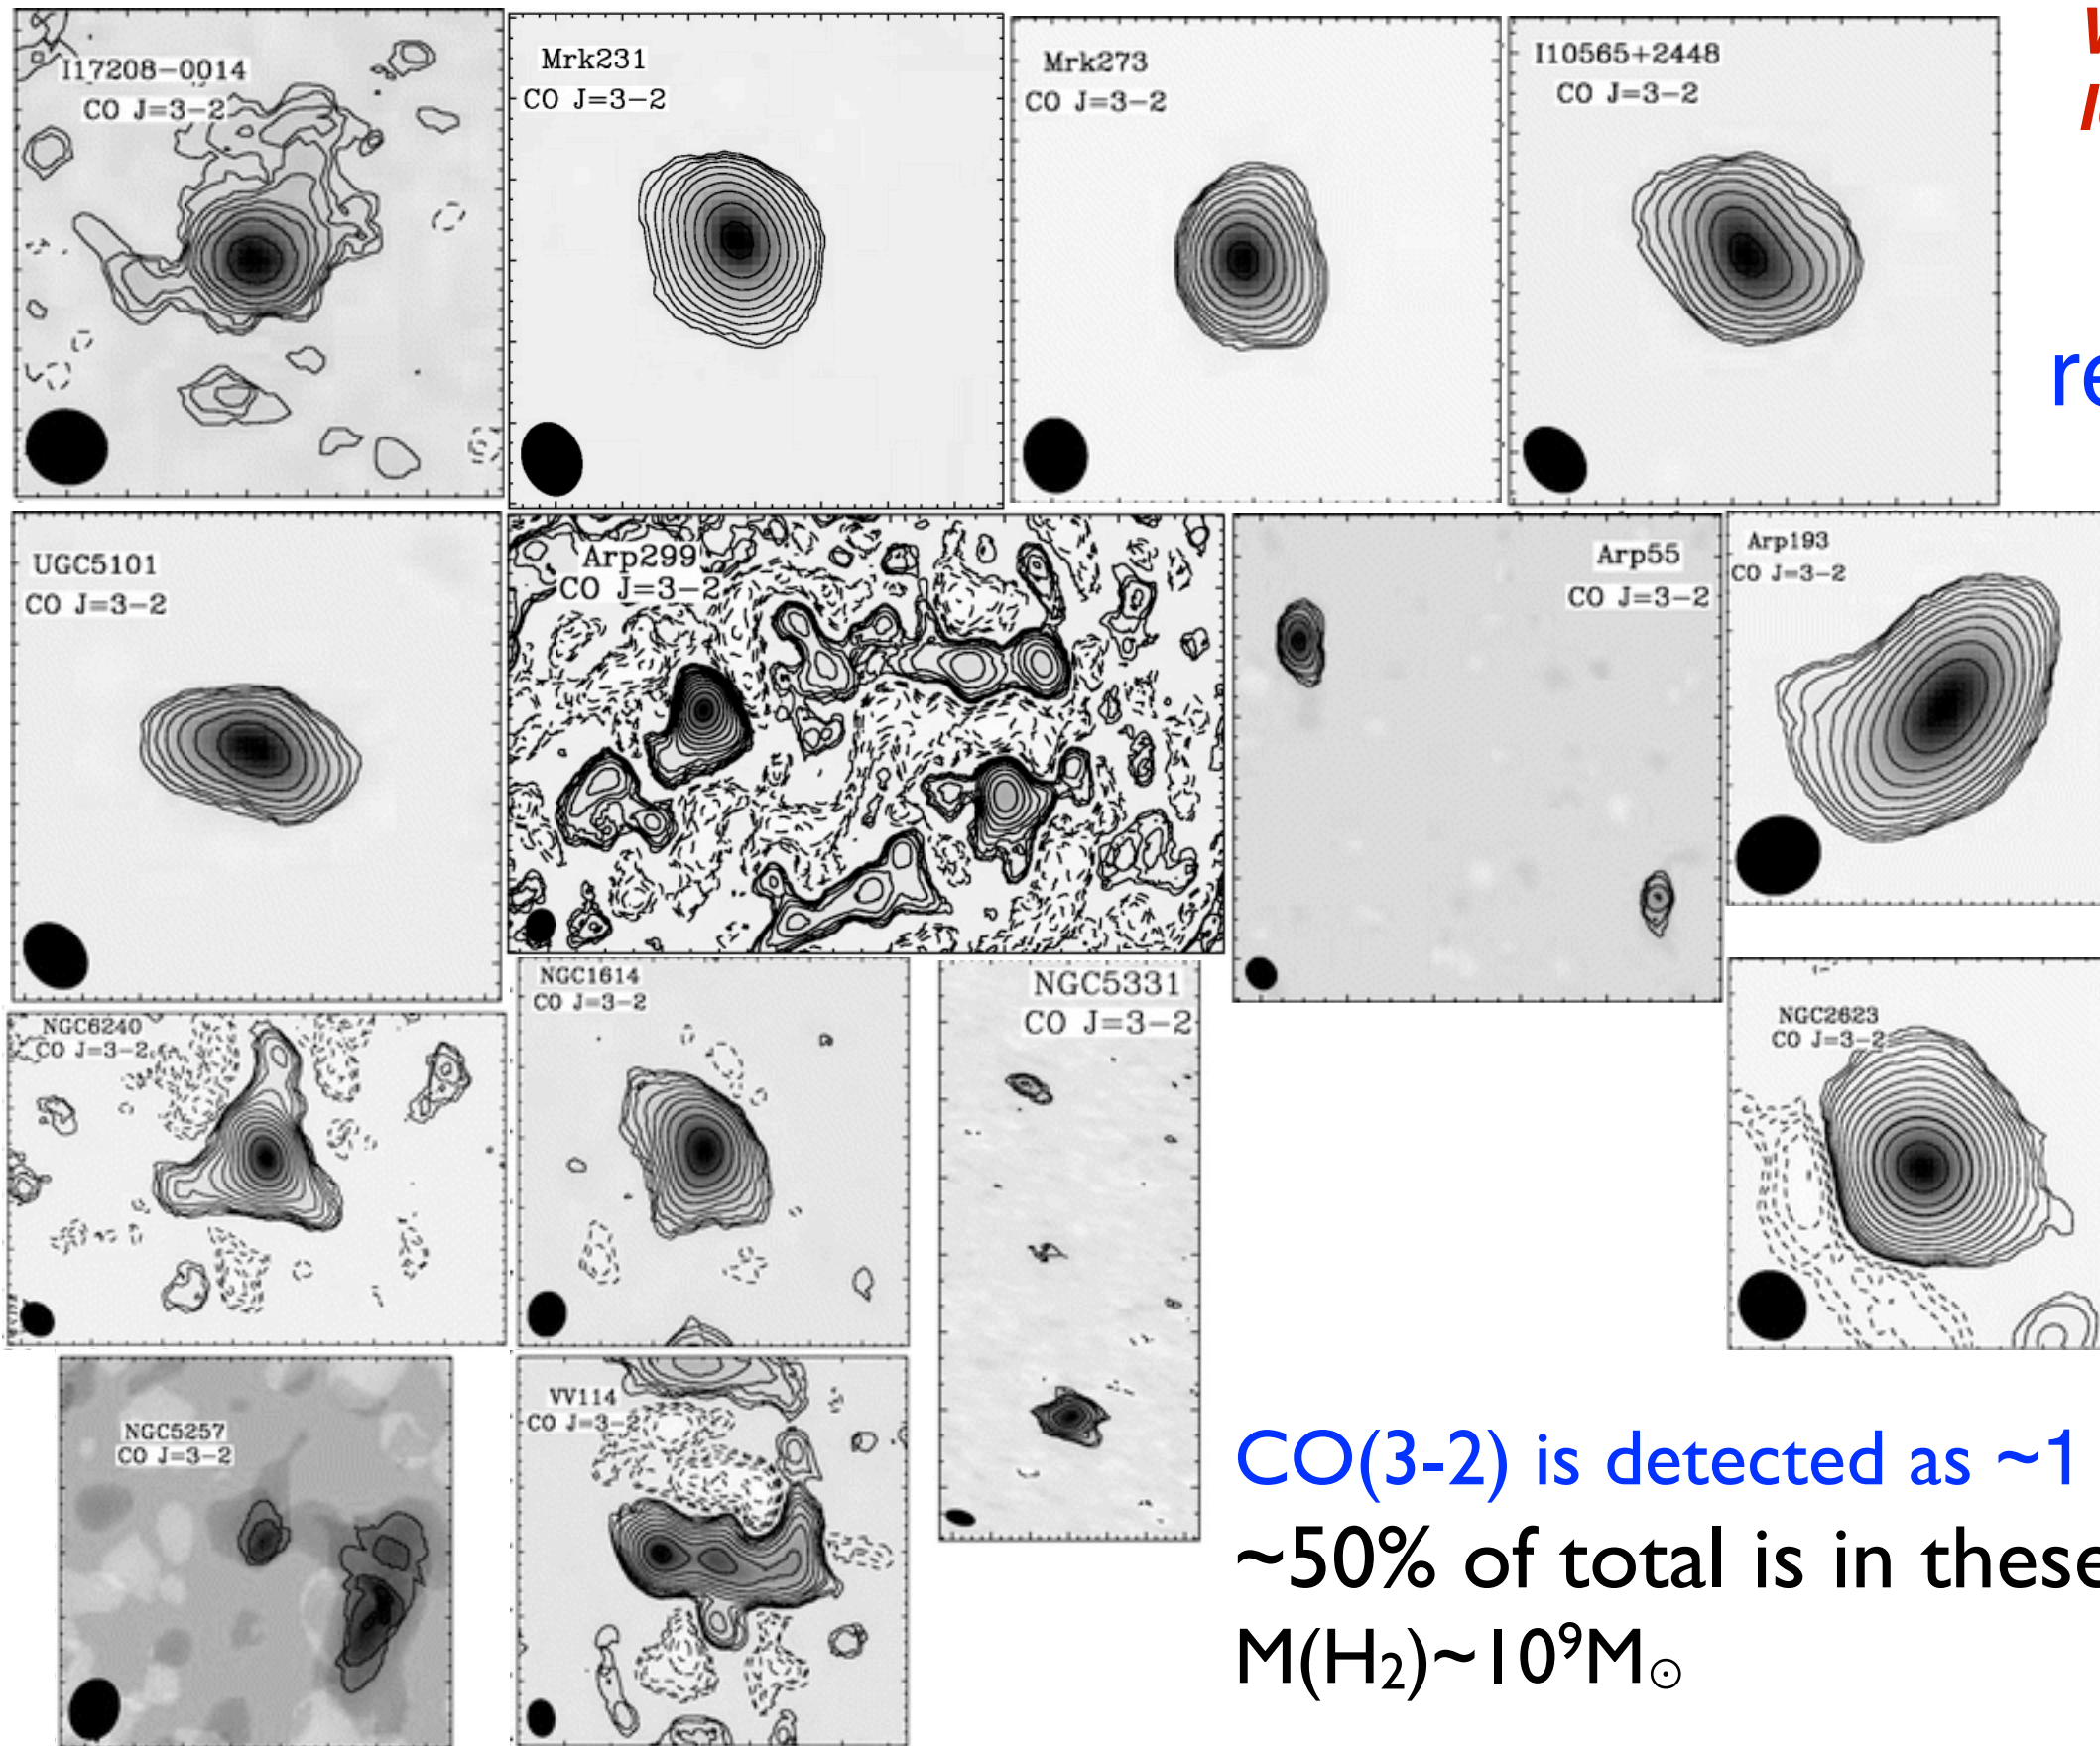 I17208-0014
CO J=3-2
Mrk231
CO J=3-2
Mrk273
CO J=3-2
I10565+2448
CO J=3-2
re
UGC5101
CO J=3-2
Arp299
CO J=3-2
Arp55
CO J=3-2
Arp193
CO J=3-2
NGC6240
CO J=3-2
NGC1614
CO J=3-2
NGC5331
CO J=3-2
NGC2623
CO J=3-2
NGC5257
CO J=3-2
VV114
CO J=3-2
CO(3-2) is detected as ~1
~50% of total is in these
M(H₂)~10⁹M☉